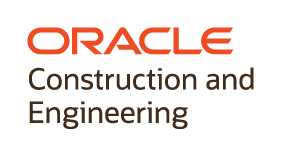 ORACLE
Construction and
Engineering